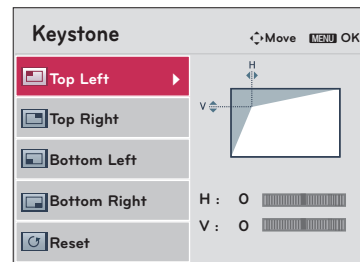 Keystone
Move MENU OK
Top Left
Top Right
Bottom Left
Bottom Right
Reset
H
V
H : 0
V : 0